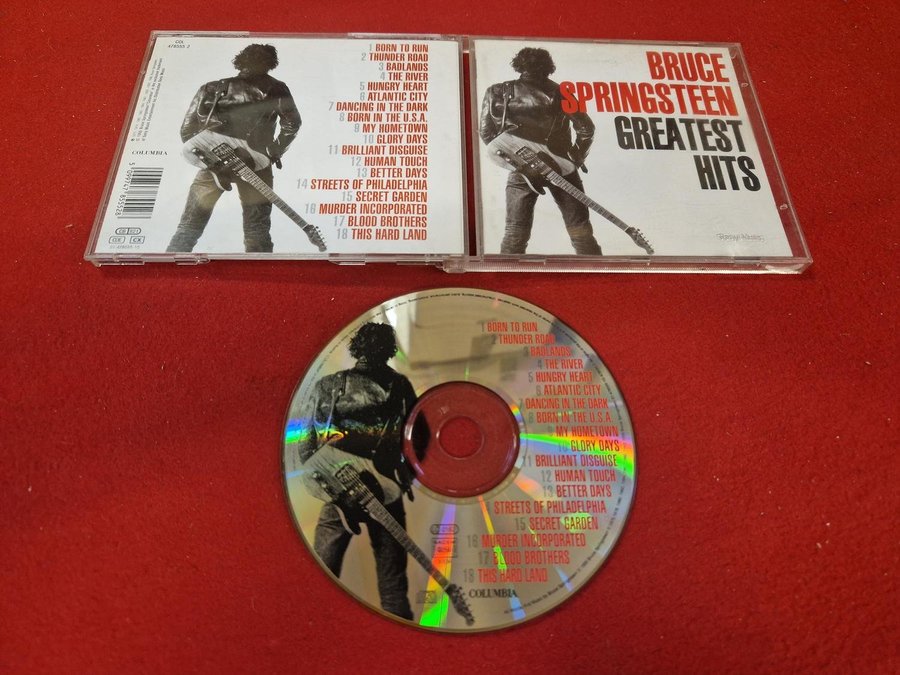 COL
478555 2
1 BORN TO RUN
2 THUNDER ROAD
3 BADLANDS
4 THE RIVER
5 HUNGRY HEART
6 ATLANTIC CITY
7 DANCING IN THE DARK
8 BORN IN THE U.S.A.
9 MY HOMETOWN
10 GLORY DAYS
11 BRILLIANT DISGUISE
12 HUMAN TOUCH
13 BETTER DAYS
14 STREETS OF PHILADELPHIA
15 SECRET GARDEN
16 MURDER INCORPORATED
17 BLOOD BROTHERS
18 THIS HARD LAND
COLUMBIA
5 099747 855528
BRUCE
SPRINGSTEEN
GREATEST
HITS
1 BORN TO RUN
2 THUNDER ROAD
3 BADLANDS
4 THE RIVER
5 HUNGRY HEART
6 ATLANTIC CITY
7 DANCING IN THE DARK
8 BORN IN THE U.S.A.
9 MY HOMETOWN
10 GLORY DAYS
11 BRILLIANT DISGUISE
12 HUMAN TOUCH
13 BETTER DAYS
STREETS OF PHILADELPHIA
15 SECRET GARDEN
16 MURDER INCORPORATED
17 BLOOD BROTHERS
18 THIS HARD LAND
COLUMBIA